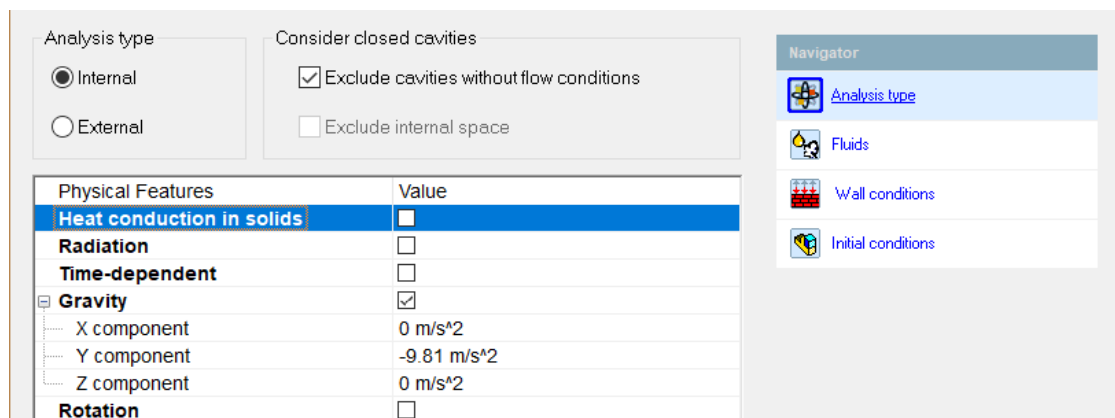 Analysis type
Internal
External
Consider closed cavities
Exclude cavities without flow conditions
Exclude internal space
Physical Features Value
Heat conduction in solids
Radiation
Time-dependent
Gravity
X component 0 m/s^2
Y component -9.81 m/s^2
Z component 0 m/s^2
Rotation
Navigator
Analysis type
Fluids
Wall conditions
Initial conditions